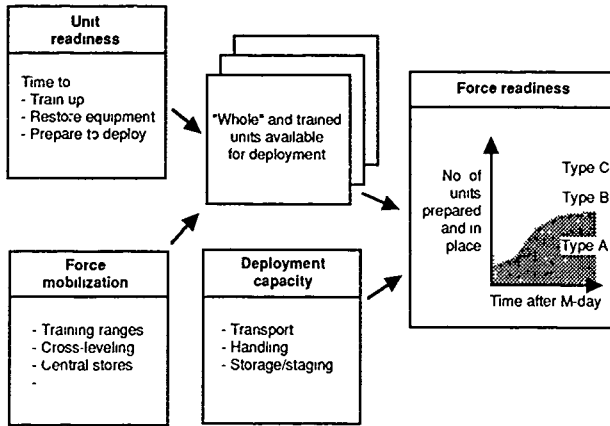 Unit
readiness
Time to
- Train up
- Restore equipment
- Prepare to deploy
"Whole" and trained
units available
for deployment
Force
mobilization
- Training ranges
- Cross-leveling
- Central stores
-
Deployment
capacity
- Transport
- Handling
- Storage/staging
Force readiness
No. of
units
prepared
and in
place
Type C
Type B
Type A
Time after M-day